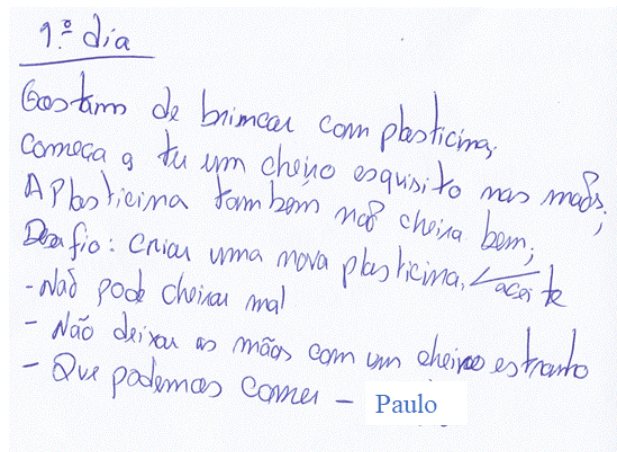 1.º dia
Gostam de brincar com plasticina,
começa a ter um cheiro esquisito nas mãos;
A Plasticina também não cheira bem;
Desafio: Criar uma nova plasticina. aceite
- Não pode cheirar mal
- Não deixar as mãos com um cheiro estranho
- Que podemos comer - Paulo